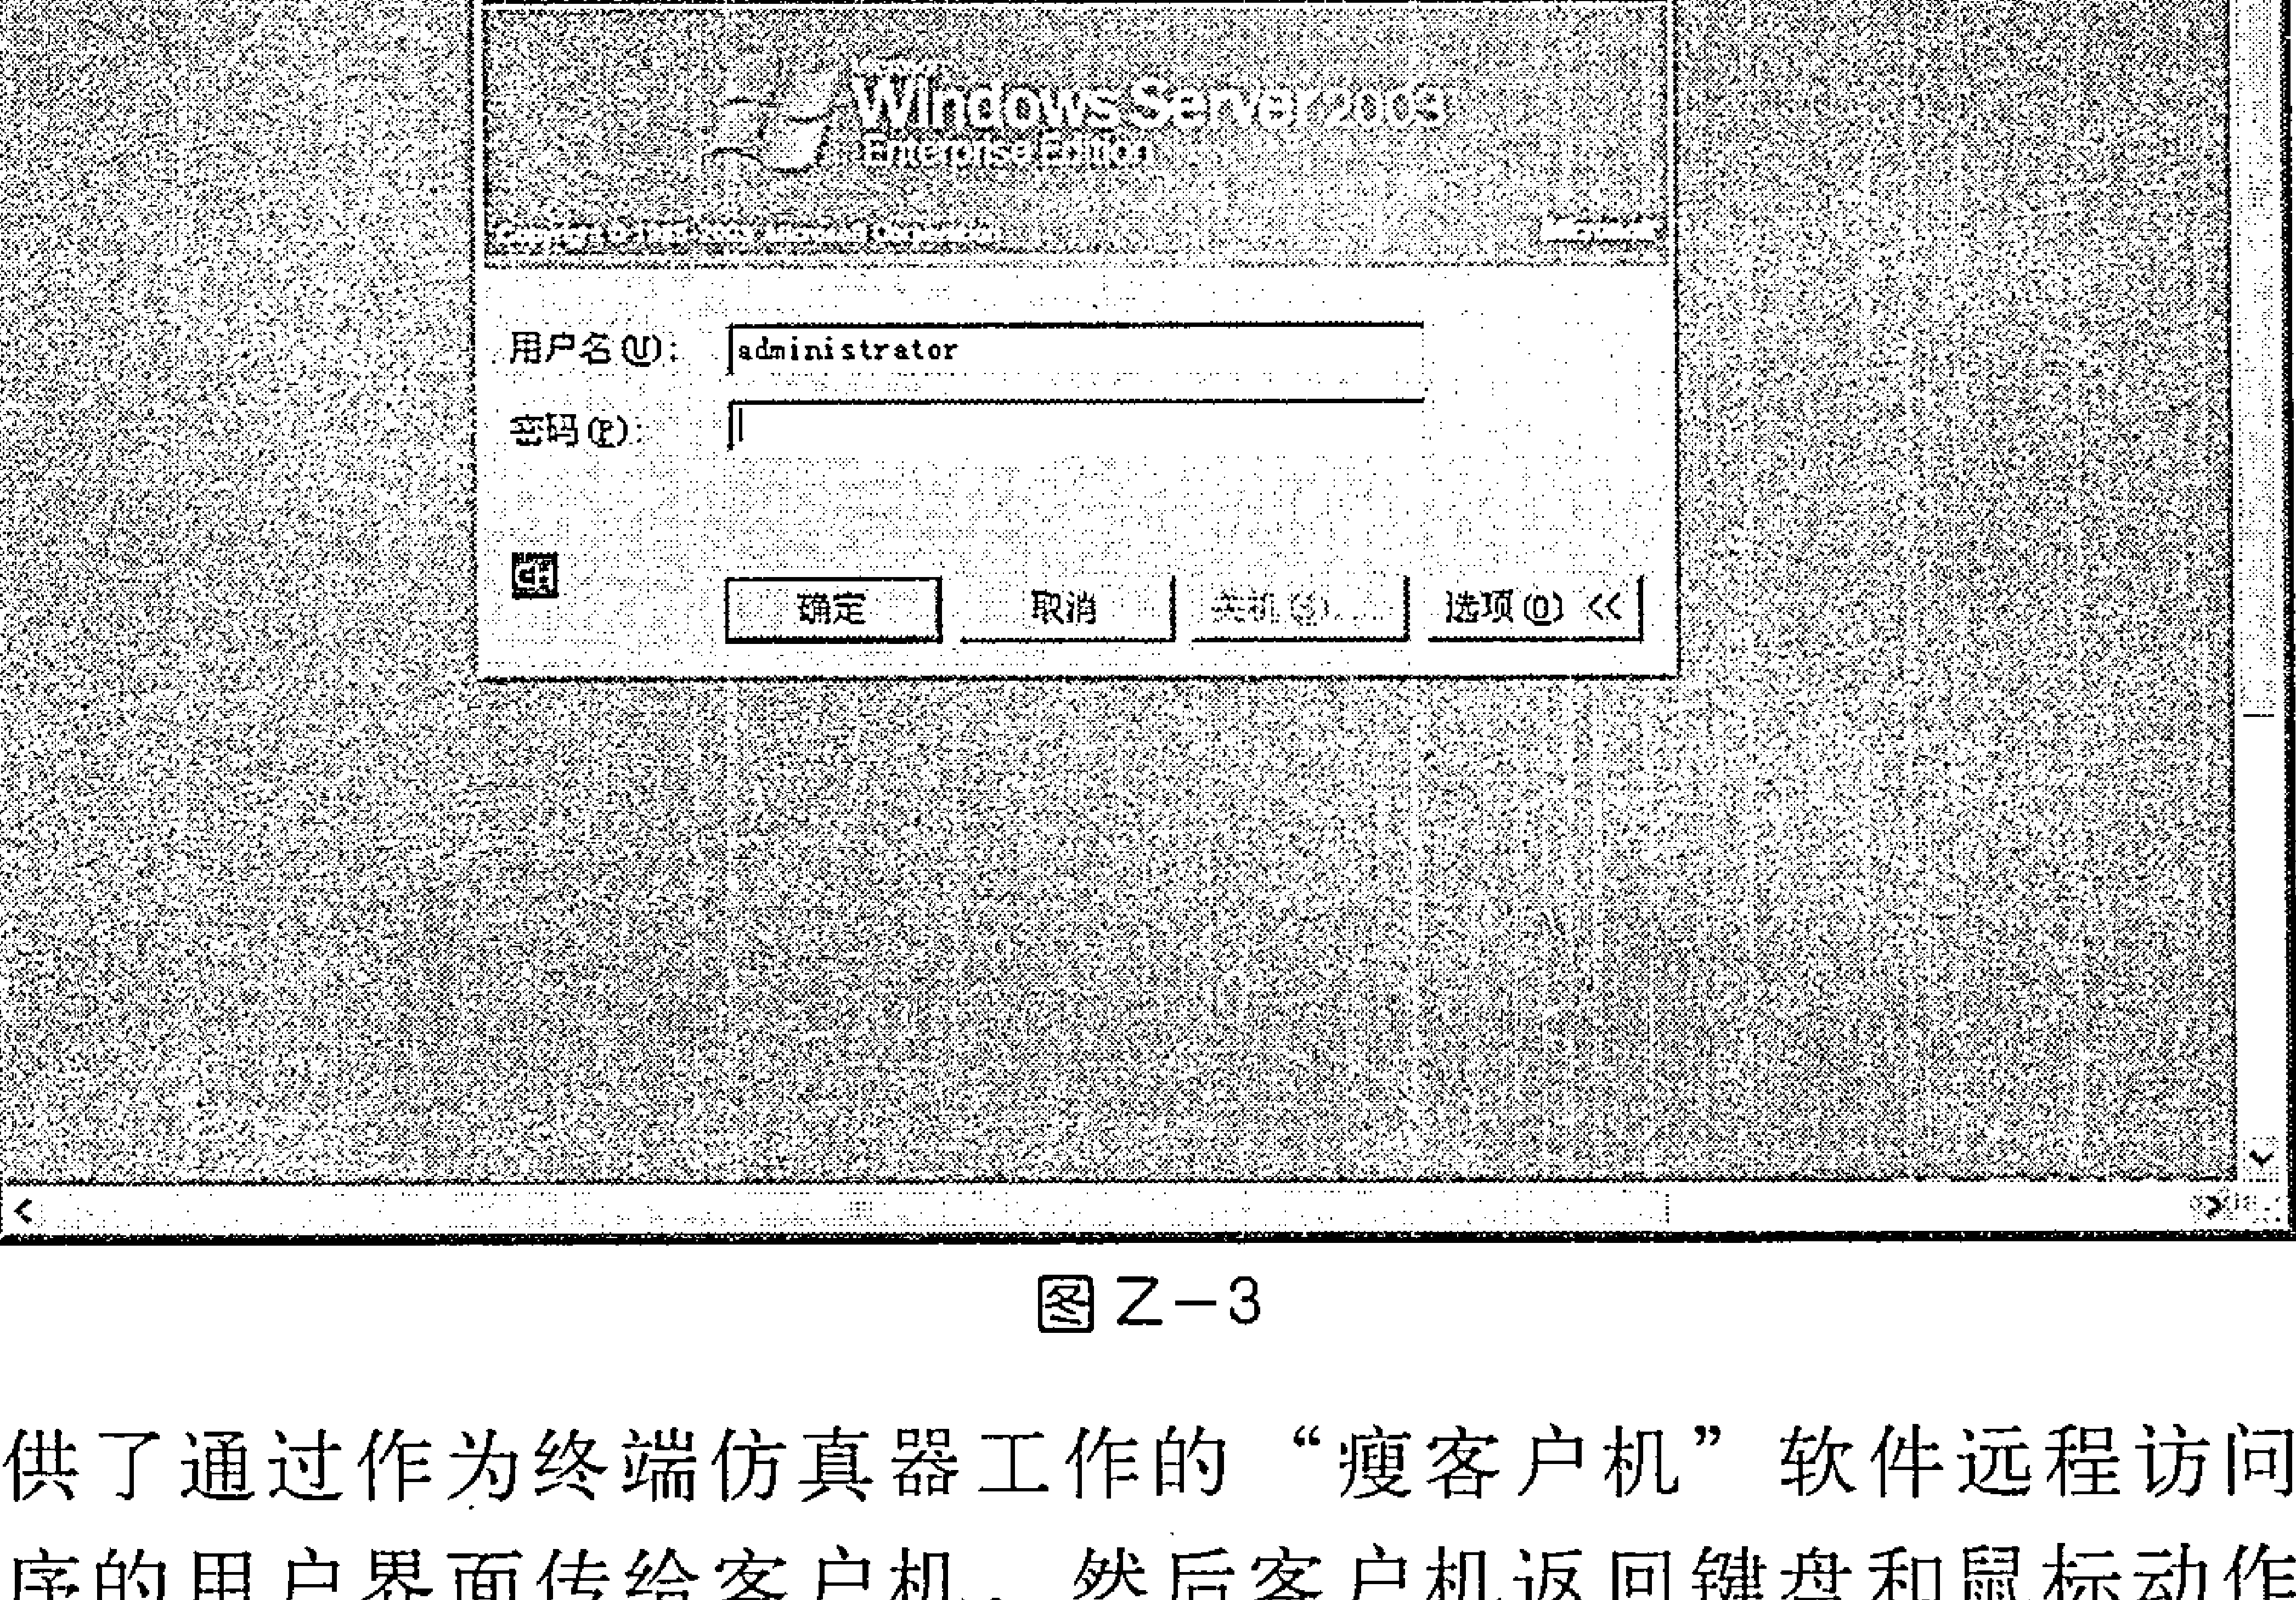 Windows Server 2003
Enterprise Edition
用户名(U): administrator
密码(P):
确定 取消 关机(S)... 选项(O) <<
图 Z－3
供了通过作为终端仿真器工作的“瘦客户机”软件远程访问
序的用户界面传给客户机，然后客户机返回键盘和鼠标动作